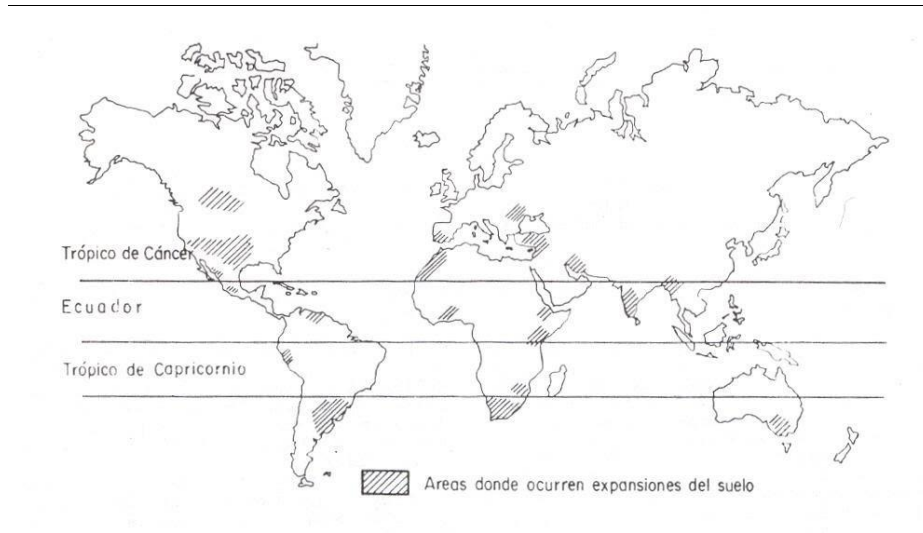 Trópico de Cáncer
Ecuador
Trópico de Capricornio
Areas donde ocurren expansiones del suelo